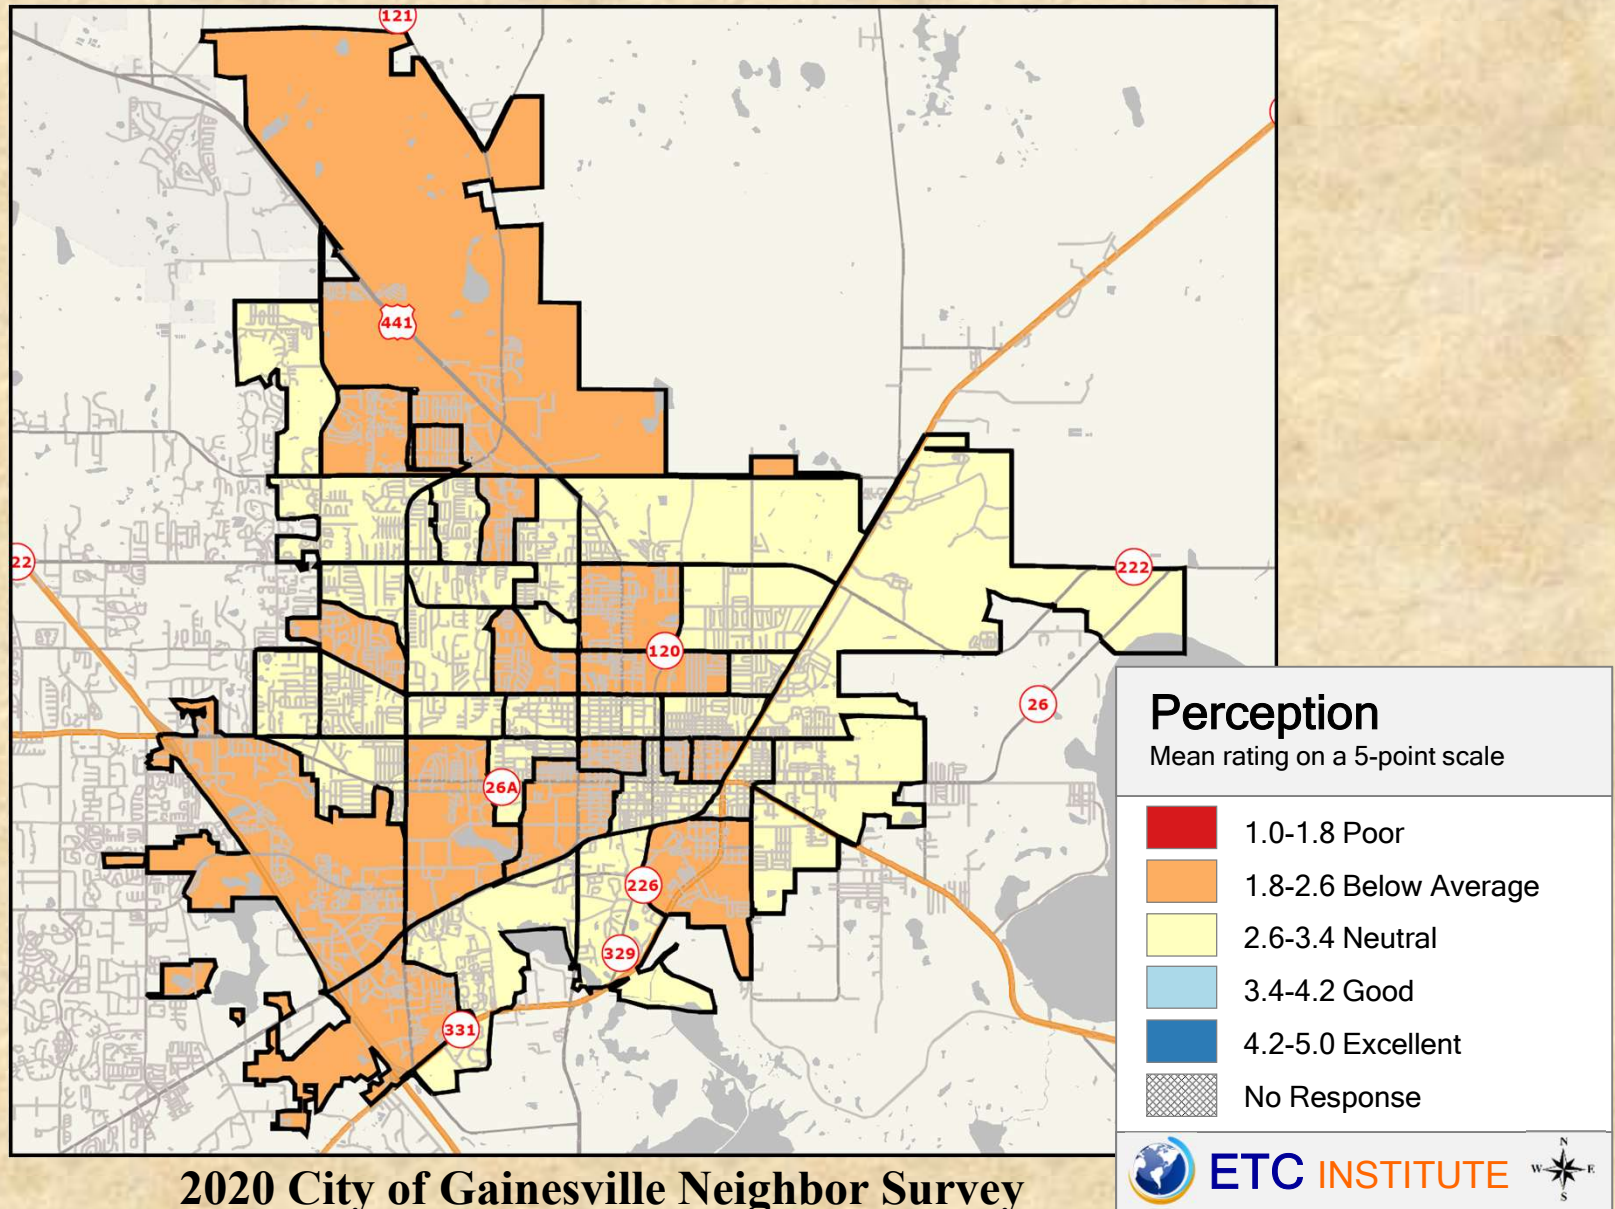 121
441
22
222
120
26
26A
226
329
331
Perception
Mean rating on a 5-point scale
1.0-1.8 Poor
1.8-2.6 Below Average
2.6-3.4 Neutral
3.4-4.2 Good
4.2-5.0 Excellent
No Response
ETC INSTITUTE
N
W E
S
2020 City of Gainesville Neighbor Survey